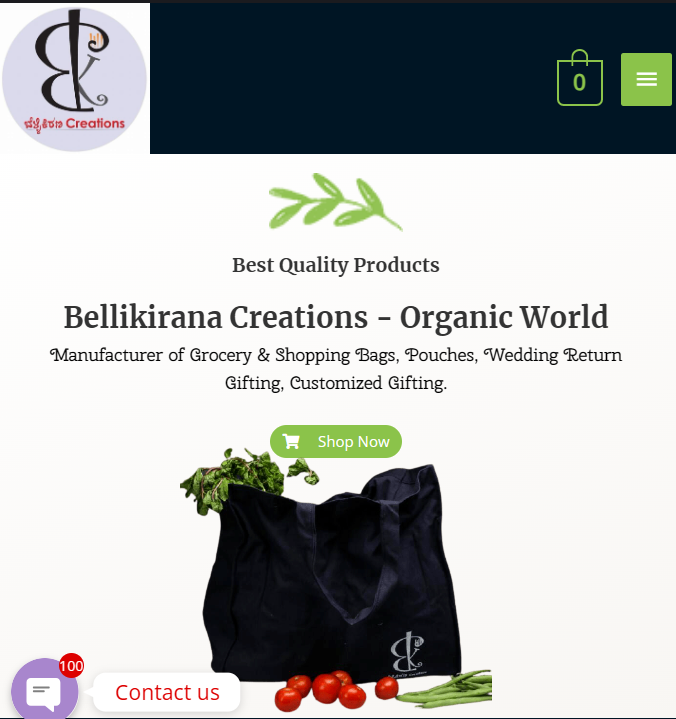 ಬೆಳ್ಳಿಕಿರಣ Creations
0
Best Quality Products
Bellikirana Creations - Organic World
Manufacturer of Grocery & Shopping Bags, Pouches, Wedding Return
Gifting, Customized Gifting.
Shop Now
100
Contact us